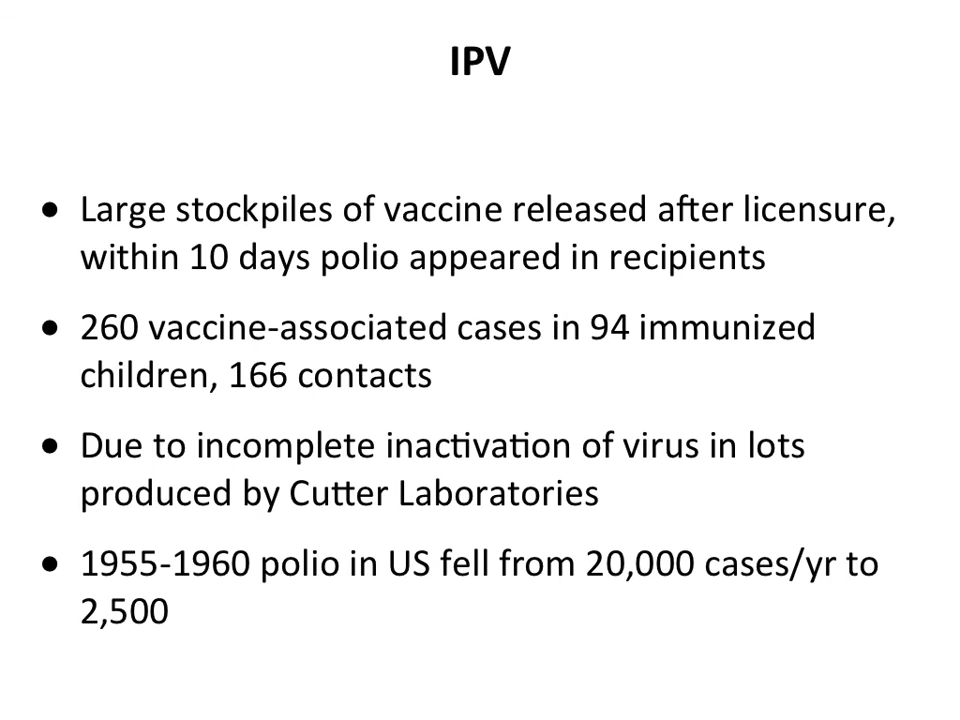 IPV
• Large stockpiles of vaccine released after licensure,
within 10 days polio appeared in recipients
• 260 vaccine-associated cases in 94 immunized
children, 166 contacts
• Due to incomplete inactivation of virus in lots
produced by Cutter Laboratories
• 1955-1960 polio in US fell from 20,000 cases/yr to
2,500